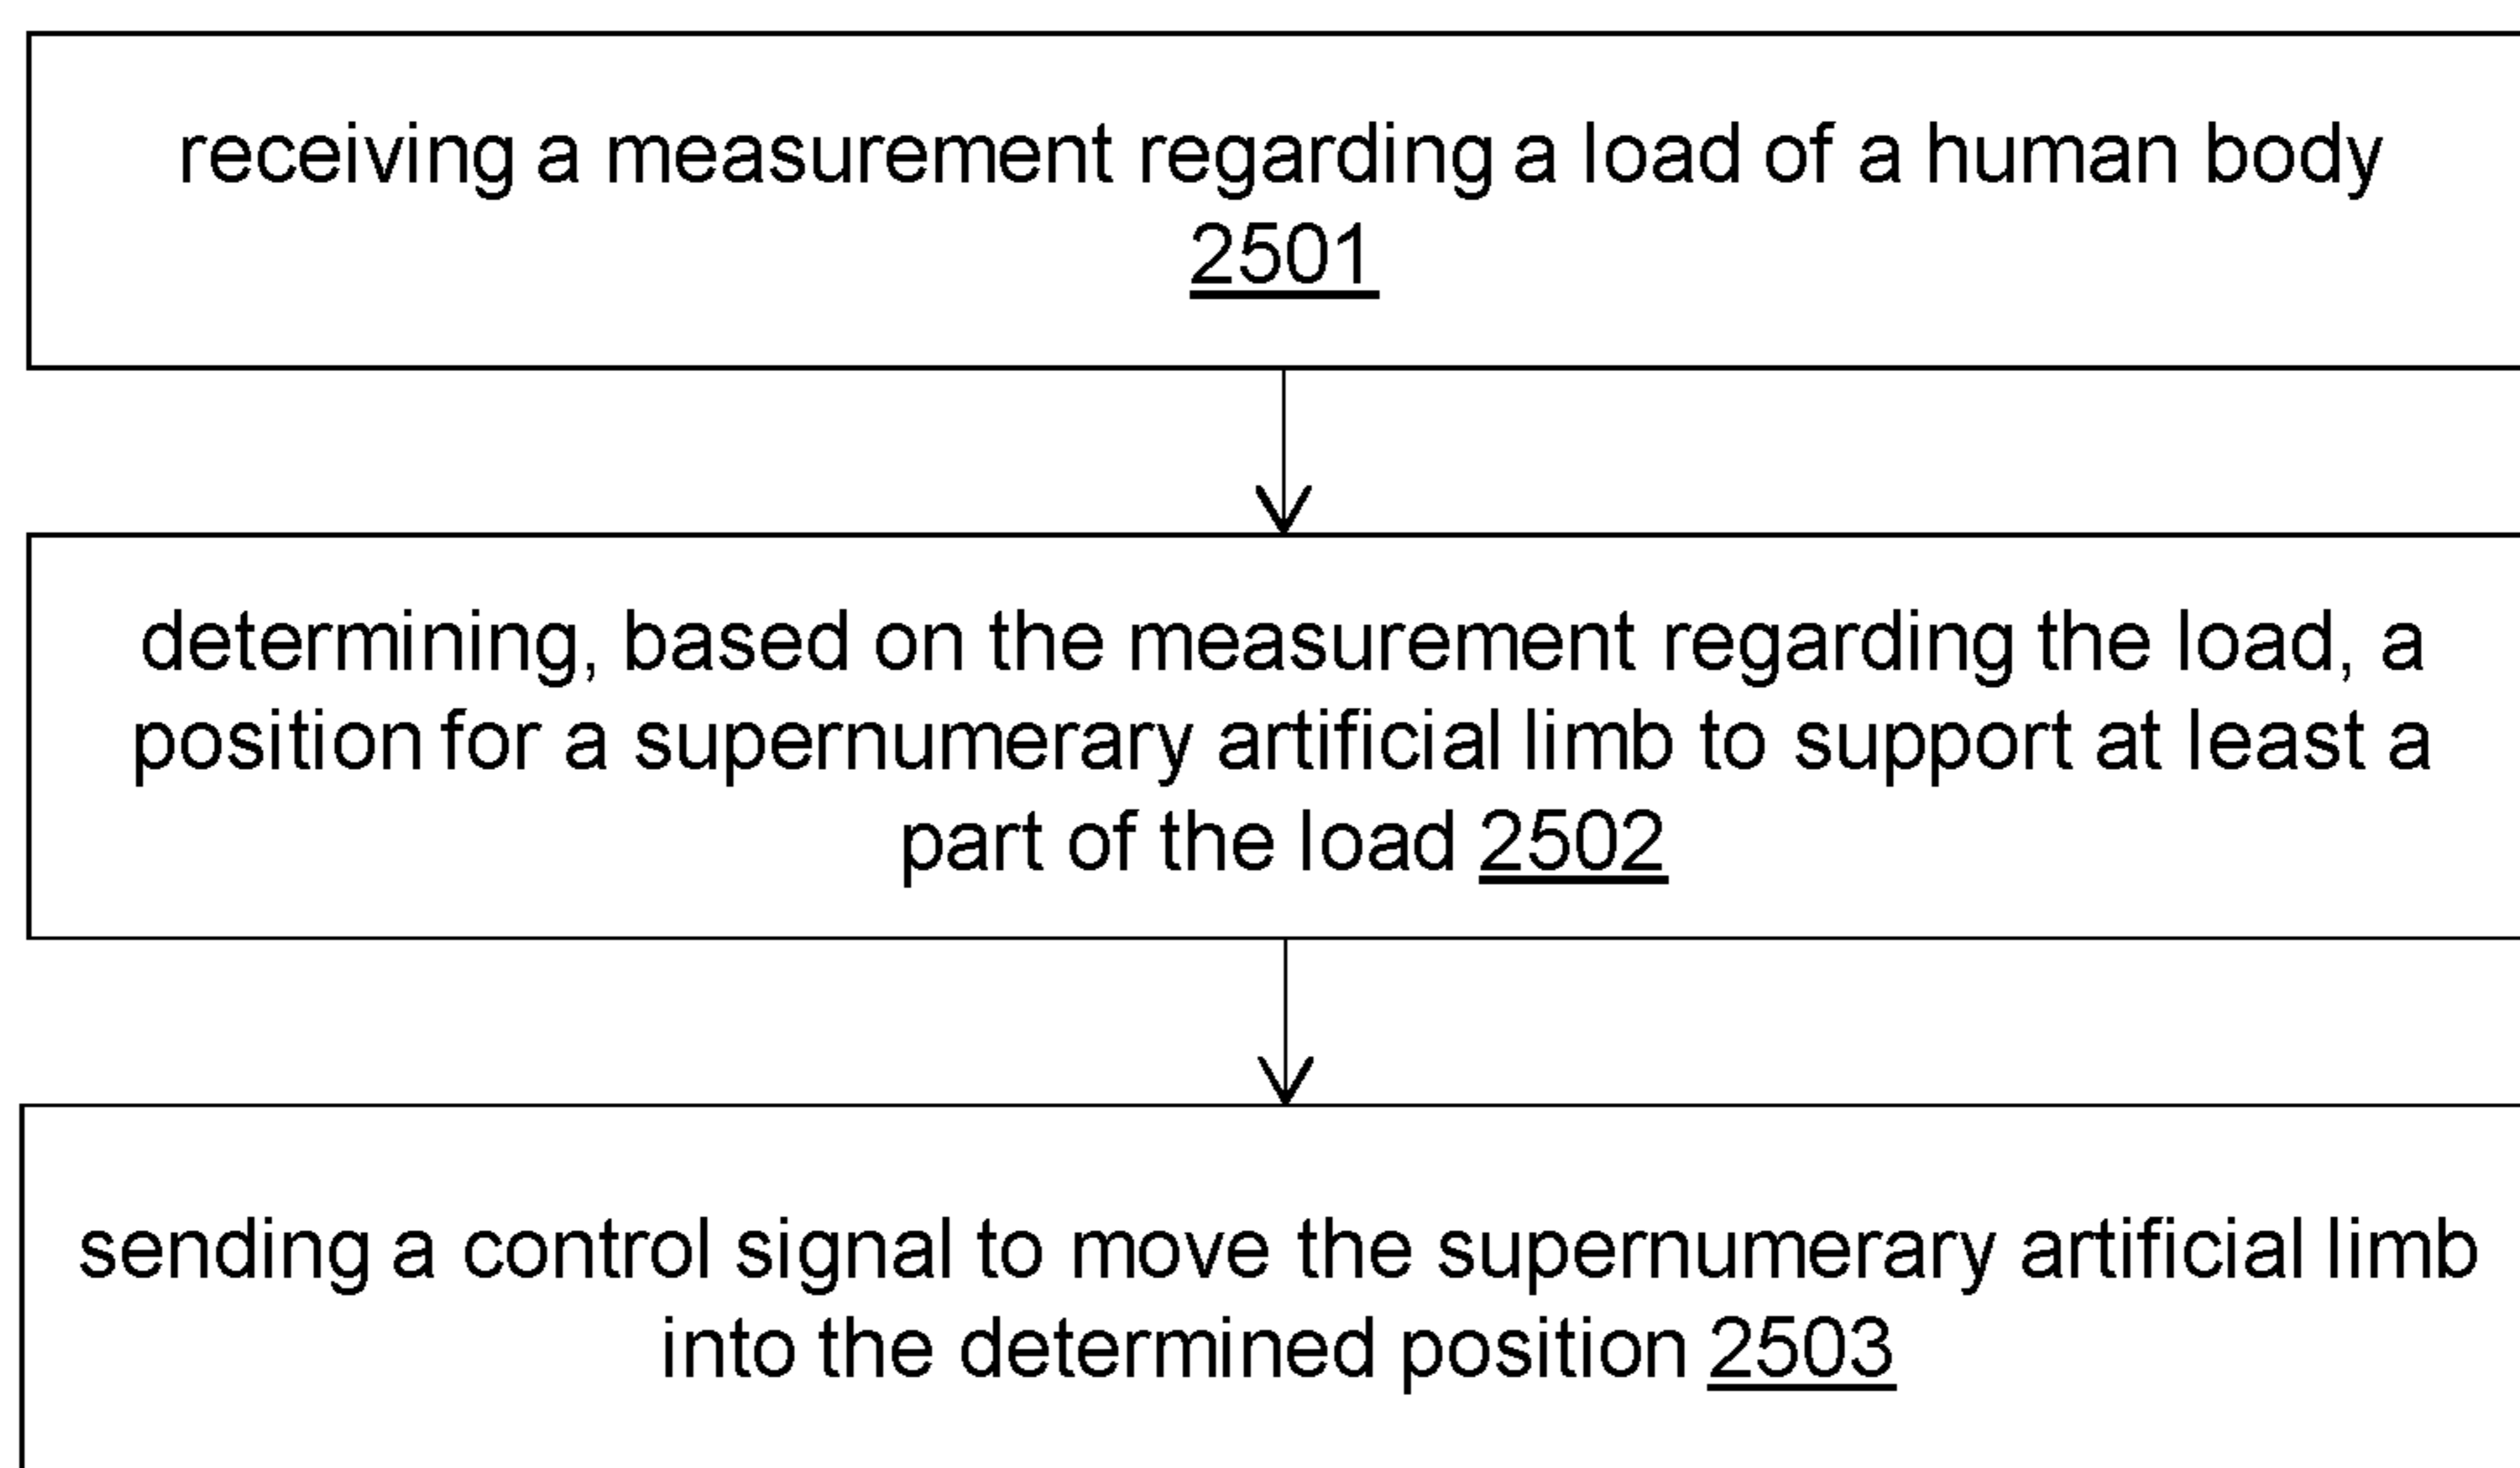 receiving a measurement regarding a load of a human body
2501
determining, based on the measurement regarding the load, a
position for a supernumerary artificial limb to support at least a
part of the load 2502
sending a control signal to move the supernumerary artificial limb
into the determined position 2503